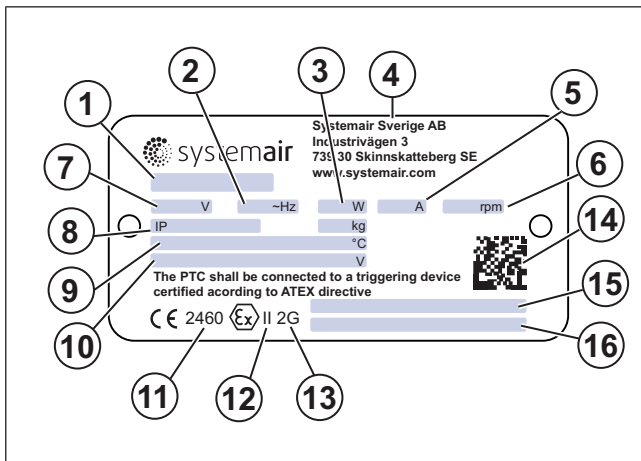 1
2
3
4
5
6
7
8
9
10
11
12
13
14
15
16
systemair
Systemair Sverige AB
Industrivägen 3
739 30 Skinnskatteberg SE
www.systemair.com
V ~Hz W A rpm
IP kg
°C
V
The PTC shall be connected to a triggering device
certified acording to ATEX directive
CE 2460 Ex II 2G